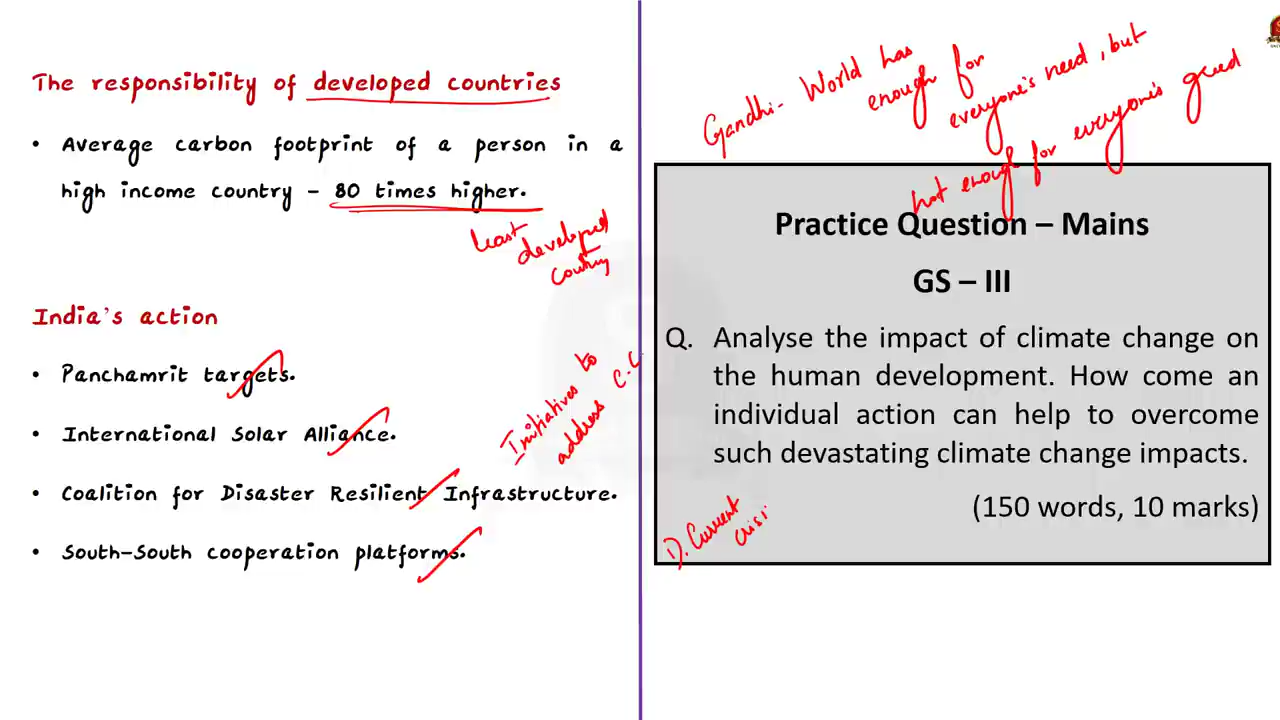 The responsibility of developed countries
• Average carbon footprint of a person in a
high income country - 80 times higher.
least
developed
country
India's action
• Panchamrit targets.
• International Solar Alliance.
• Coalition for Disaster Resilient Infrastructure.
• South-South cooperation platforms.
Initiatives to
address C.C
Gandhi - World has
enough for
everyone's need, but
not enough for everyone's greed
Practice Question – Mains
GS – III
Q. Analyse the impact of climate change on
the human development. How come an
individual action can help to overcome
such devastating climate change impacts.
(150 words, 10 marks)
D. Current
crisi